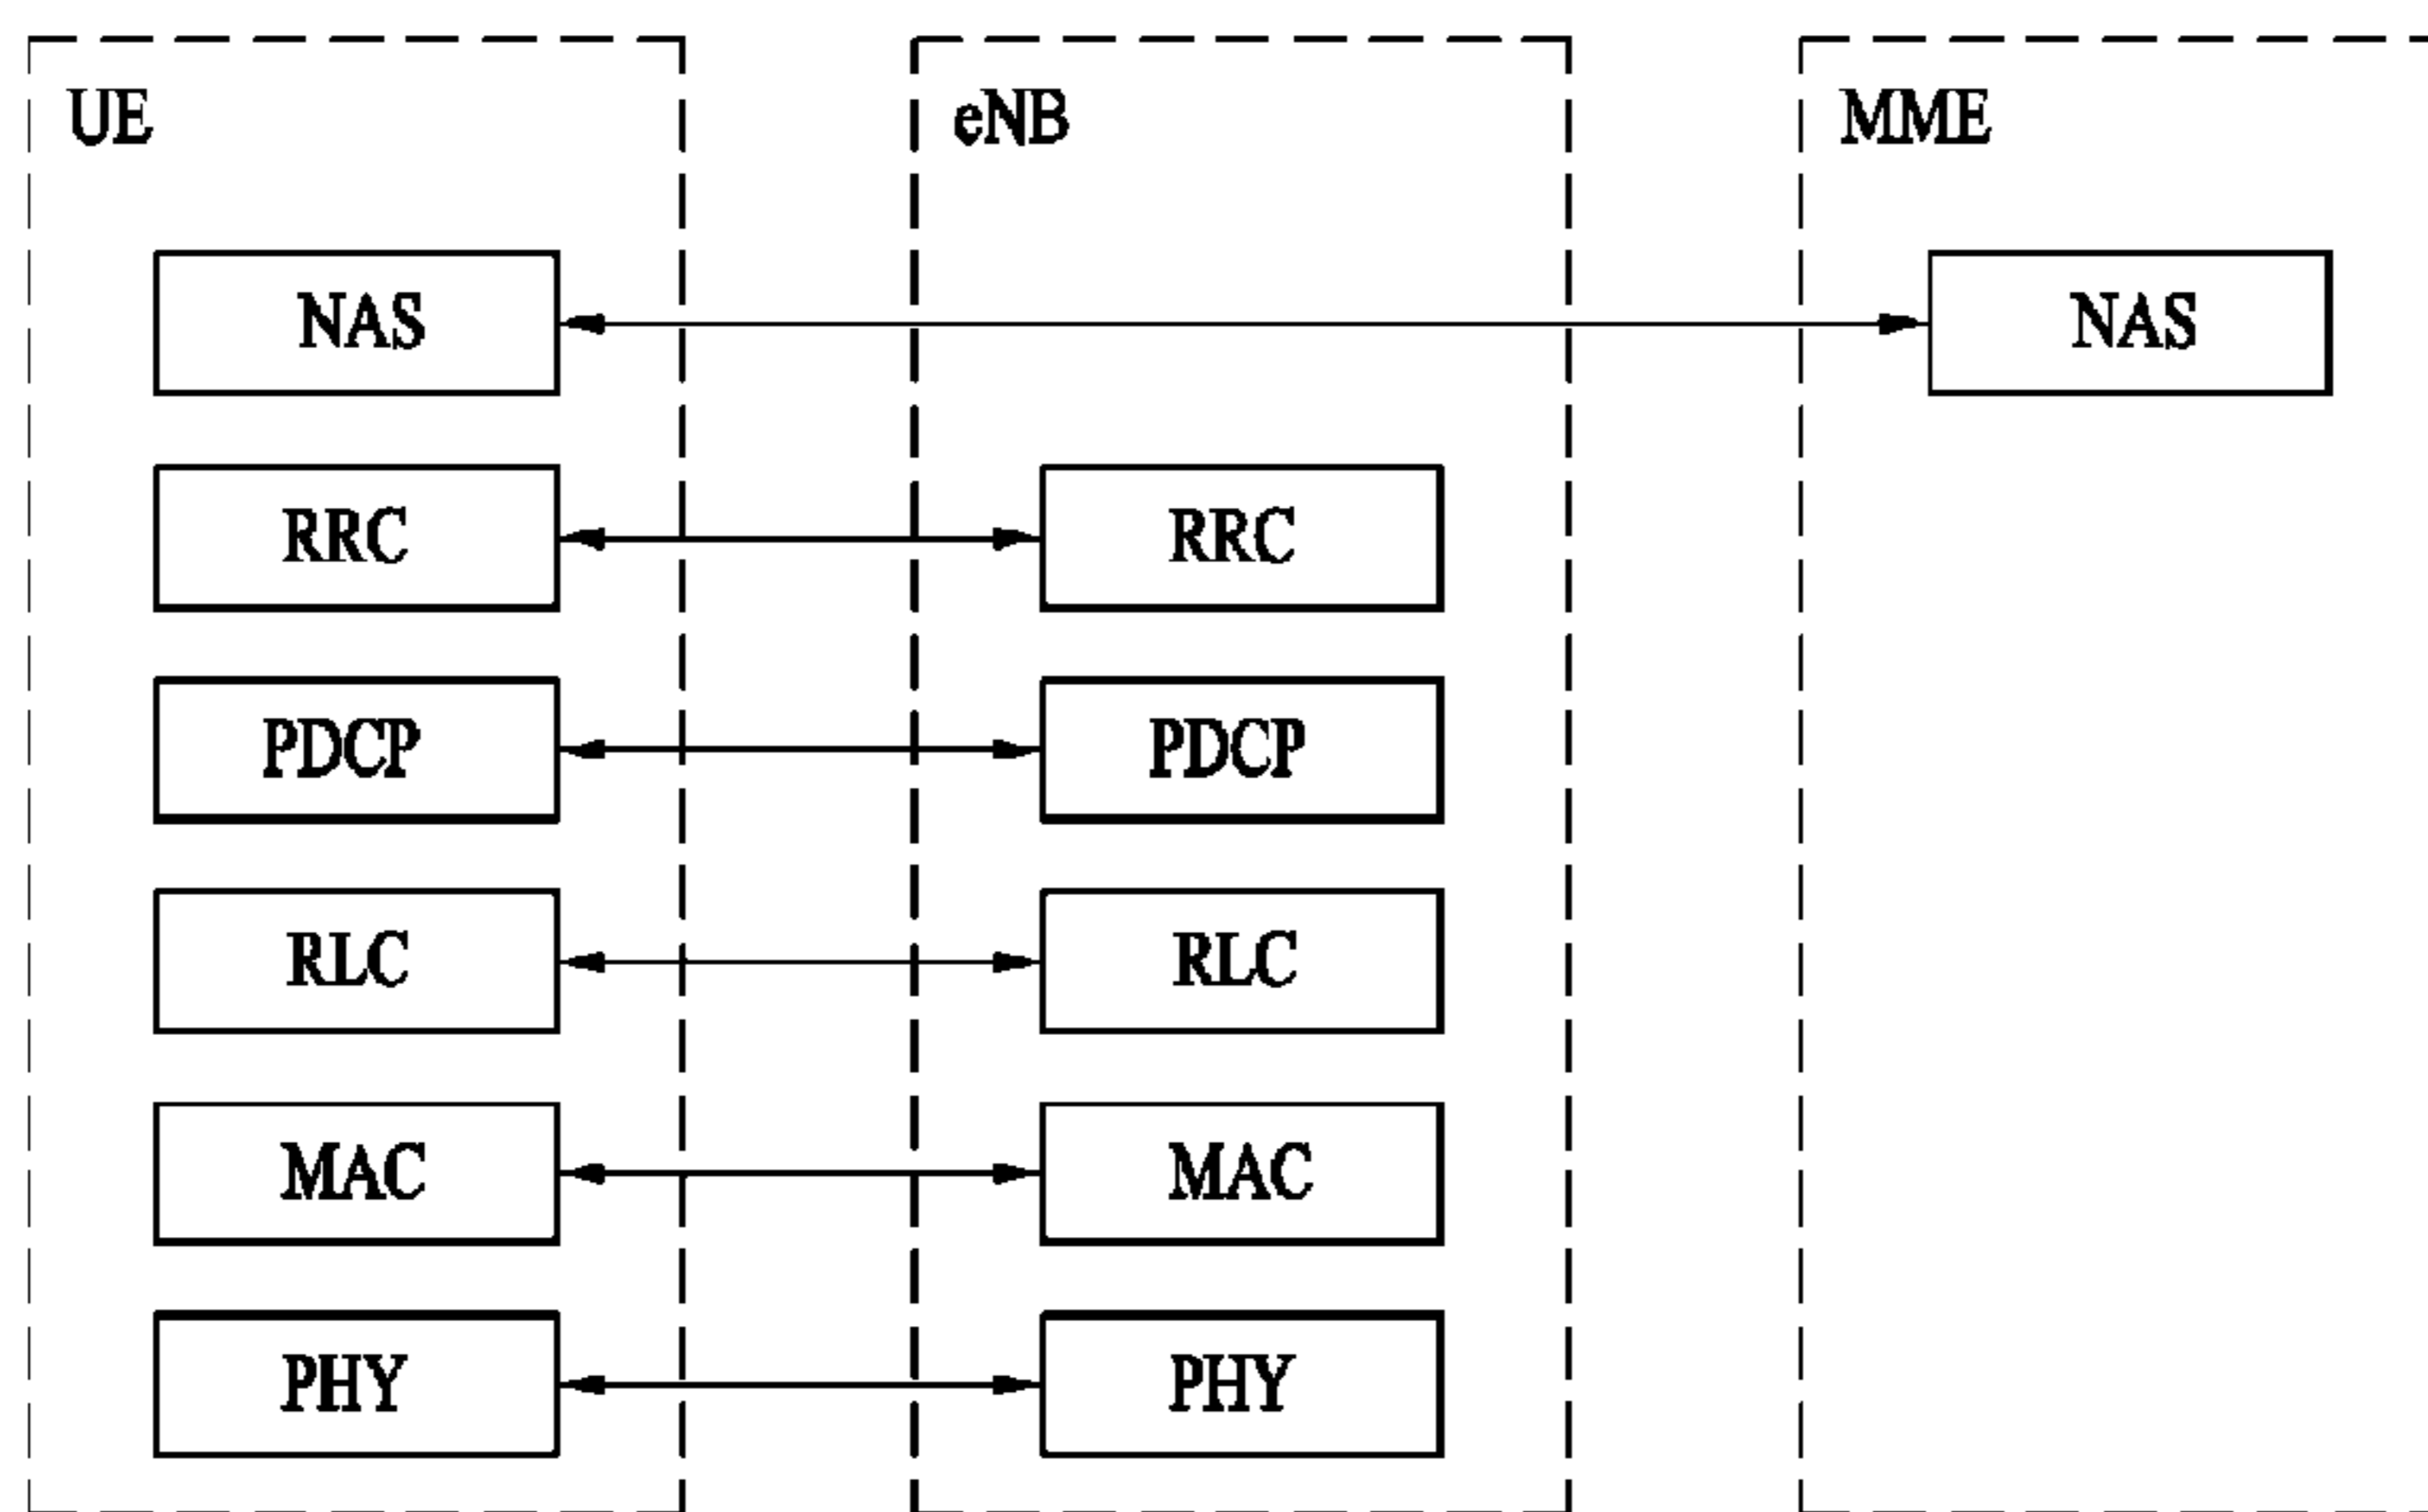 UE eNB MME
NAS NAS
RRC RRC
PDCP PDCP
RLC RLC
MAC MAC
PHY PHY